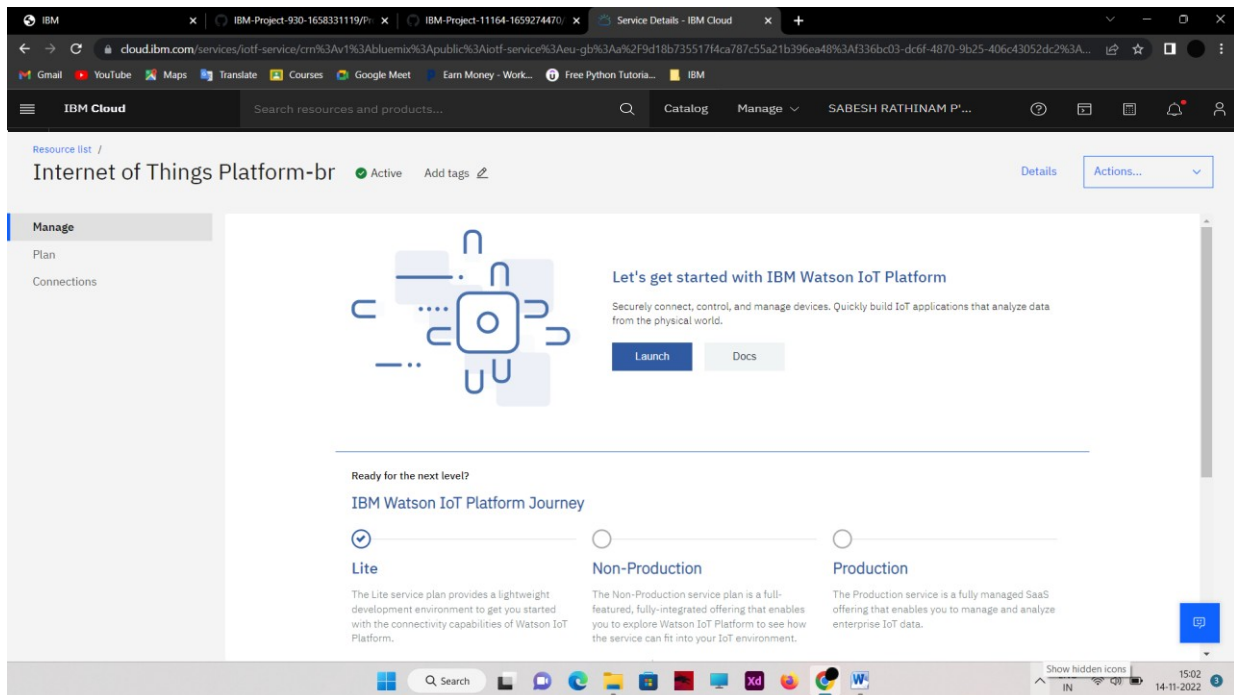 IBM
IBM-Project-930-1658331119/Pr
IBM-Project-11164-1659274470/
Service Details - IBM Cloud
cloud.ibm.com/services/iotf-service/crn%3Av1%3Abluemix%3Apublic%3Aiotf-service%3Aeu-gb%3Aa%2F9d18b735517f4ca787c55a21b396ea48%3Af336bc03-dc6f-4870-9b25-406c43052dc2%3A...
Gmail YouTube Maps Translate Courses Google Meet Earn Money - Work... Free Python Tutoria... IBM
IBM Cloud Search resources and products... Catalog Manage SABESH RATHINAM P'...
Resource list /
Internet of Things Platform-br Active Add tags Details Actions...
Manage
Plan
Connections
Let's get started with IBM Watson IoT Platform
Securely connect, control, and manage devices. Quickly build IoT applications that analyze data
from the physical world.
Launch Docs
Ready for the next level?
IBM Watson IoT Platform Journey
Lite
The Lite service plan provides a lightweight
development environment to get you started
with the connectivity capabilities of Watson IoT
Platform.
Non-Production
The Non-Production service plan is a full-
featured, fully-integrated offering that enables
you to explore Watson IoT Platform to see how
the service can fit into your IoT environment.
Production
The Production service is a fully managed SaaS
offering that enables you to manage and analyze
enterprise IoT data.
Show hidden icons
Search
Xd
W
IN
15:02
14-11-2022
3